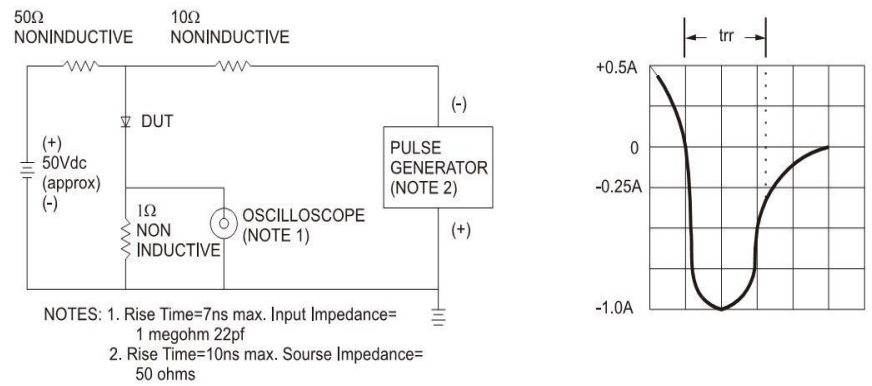 50Ω
NONINDUCTIVE
10Ω
NONINDUCTIVE
DUT
(+)
50Vdc
(approx)
(-)
1Ω
NON
INDUCTIVE
OSCILLOSCOPE
(NOTE 1)
(-)
PULSE
GENERATOR
(NOTE 2)
(+)
NOTES: 1. Rise Time=7ns max. Input Impedance=
1 megohm 22pf
2. Rise Time=10ns max. Sourse Impedance=
50 ohms
trr
+0.5A
0
-0.25A
-1.0A